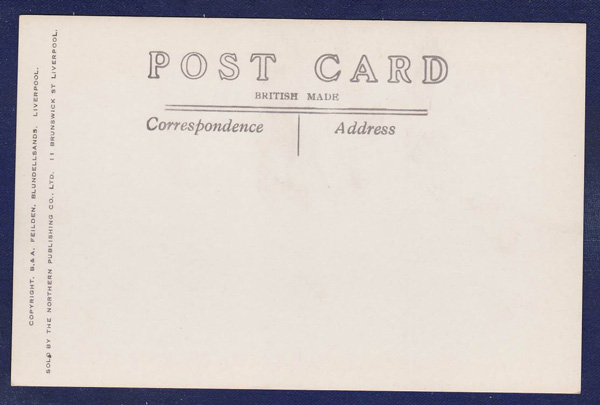 POST CARD
BRITISH MADE
Correspondence
Address
COPYRIGHT. B.& A. FEILDEN, BLUNDELLSANDS, LIVERPOOL.
SOLD BY THE NORTHERN PUBLISHING CO., LTD. 11 BRUNSWICK ST LIVERPOOL.